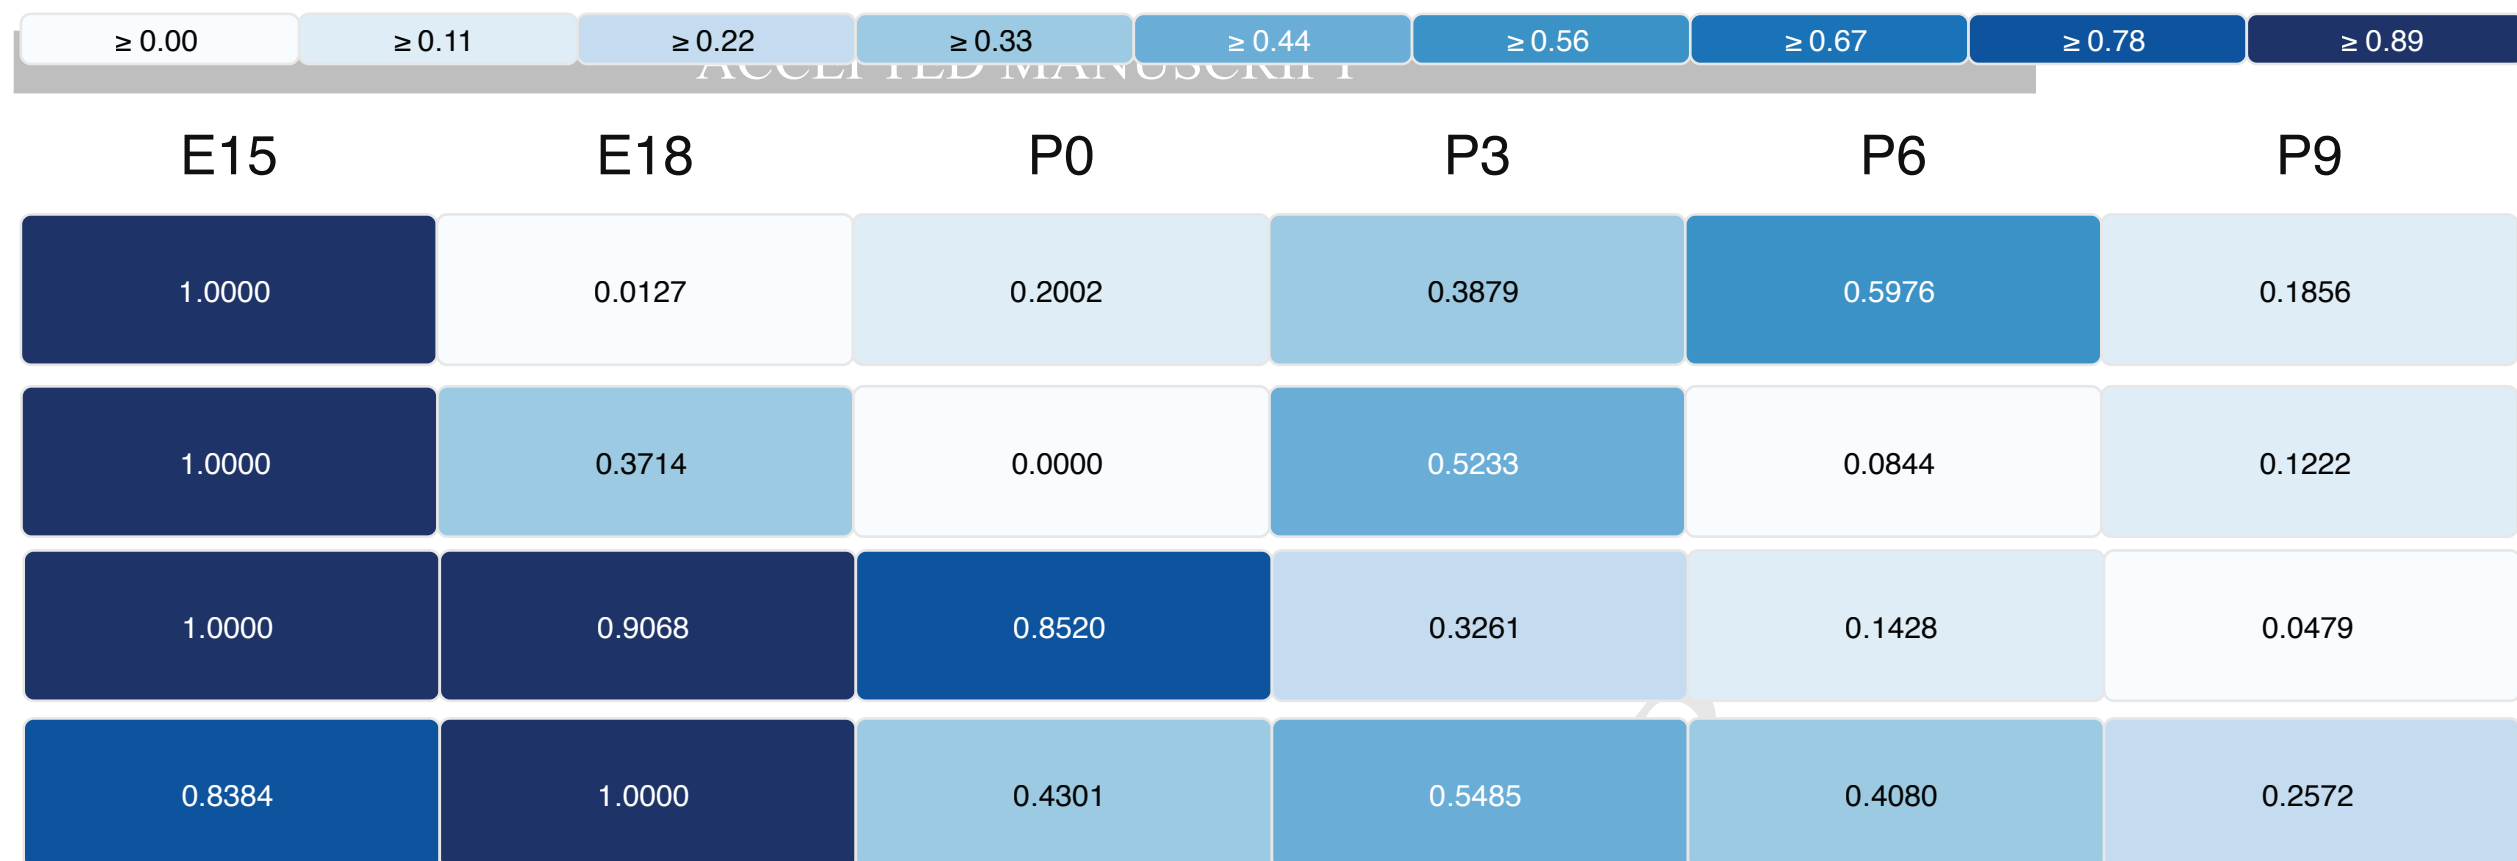 ≥ 0.00 ≥ 0.11 ≥ 0.22 ≥ 0.33 ≥ 0.44 ≥ 0.56 ≥ 0.67 ≥ 0.78 ≥ 0.89
ACCEPTED MANUSCRIPT
E15 E18 P0 P3 P6 P9
1.0000 0.0127 0.2002 0.3879 0.5976 0.1856
1.0000 0.3714 0.0000 0.5233 0.0844 0.1222
1.0000 0.9068 0.8520 0.3261 0.1428 0.0479
0.8384 1.0000 0.4301 0.5485 0.4080 0.2572